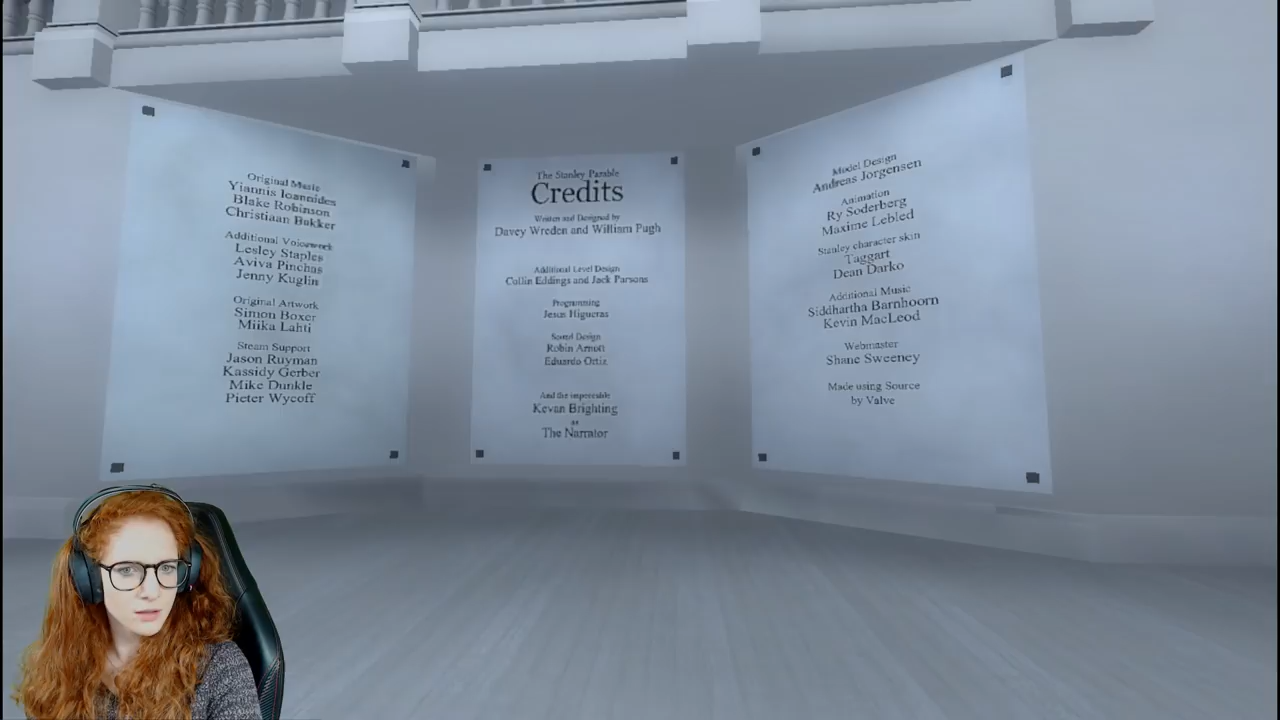 Original Music
Yiannis Ioannides
Blake Robinson
Christiaan Bakker
Additional Voicework
Lesley Staples
Aviva Pinchas
Jenny Kuglin
Original Artwork
Simon Boxer
Miika Lahti
Steam Support
Jason Ruyman
Kassidy Gerber
Mike Dunkle
Pieter Wycoff
The Stanley Parable
Credits
Written and Designed by
Davey Wreden and William Pugh
Additional Level Design
Collin Eddings and Jack Parsons
Programming
Jesus Higueras
Sound Design
Robin Arnott
Eduardo Ortiz
And the impeccable
Kevan Brighting
as
The Narrator
Model Design
Andreas Jorgensen
Animation
Ry Soderberg
Maxime Lebled
Stanley character skin
Taggart
Dean Darko
Additional Music
Siddhartha Barnhoorn
Kevin MacLeod
Webmaster
Shane Sweeney
Made using Source
by Valve